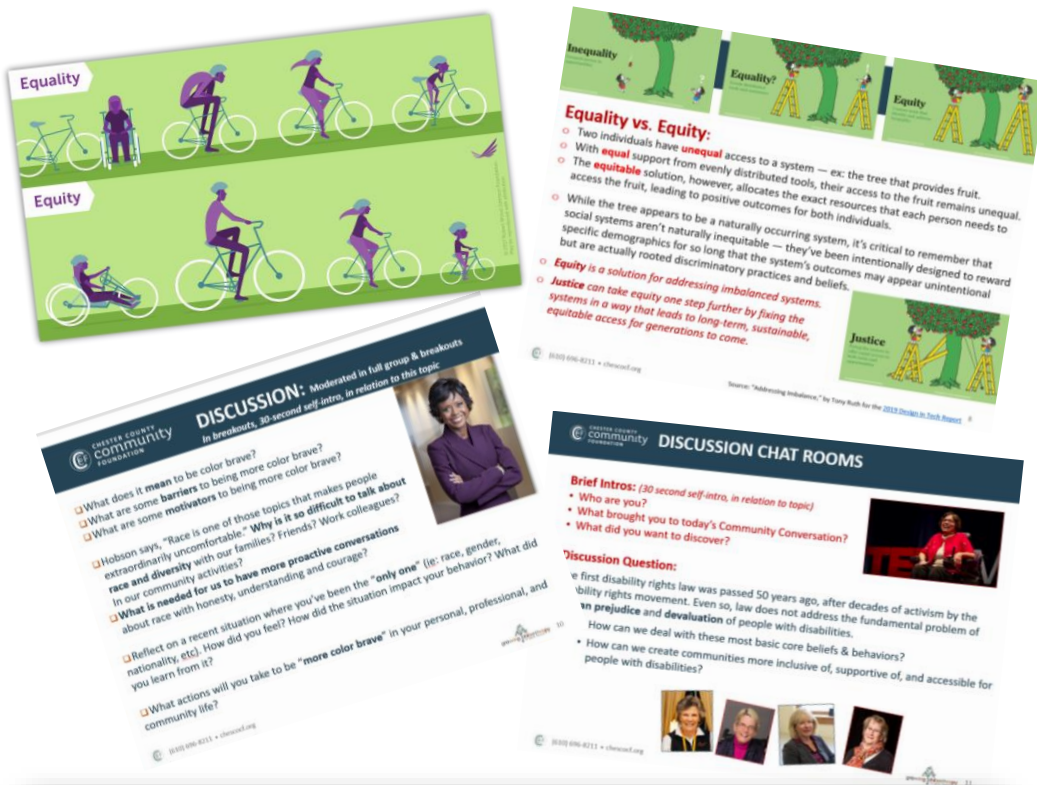 Equality
Equity
Inequality
Equality?
Equity
Equality vs. Equity:
Two individuals have unequal access to a system — ex: the tree that provides fruit.
With equal support from evenly distributed tools, their access to the fruit remains unequal.
The equitable solution, however, allocates the exact resources that each person needs to
access the fruit, leading to positive outcomes for both individuals.
While the tree appears to be a naturally occurring system, it's critical to remember that
social systems aren't naturally inequitable — they've been intentionally designed to reward
specific demographics for so long that the system's outcomes may appear unintentional
but are actually rooted discriminatory practices and beliefs.
Equity is a solution for addressing imbalanced systems.
Justice can take equity one step further by fixing the
systems in a way that leads to long-term, sustainable,
equitable access for generations to come.
Justice
(610) 696-8211 • chescocf.org
Source: "Addressing Imbalance," by Tony Ruth for the 2019 Design in Tech Report
CHESTER COUNTY
community
FOUNDATION
DISCUSSION: Moderated in full group & breakouts
In breakouts, 30-second self-intro, in relation to this topic
What does it mean to be color brave?
What are some barriers to being more color brave?
What are some motivators to being more color brave?
Hobson says, "Race is one of those topics that makes people
extraordinarily uncomfortable." Why is it so difficult to talk about
race and diversity with our families? Friends? Work colleagues?
In our community activities?
What is needed for us to have more proactive conversations
about race with honesty, understanding and courage?
Reflect on a recent situation where you've been the "only one" (ie: race, gender,
nationality, etc). How did you feel? How did the situation impact your behavior? What did
you learn from it?
What actions will you take to be "more color brave" in your personal, professional, and
community life?
(610) 696-8211 • chescocf.org
10
CHESTER COUNTY
community
FOUNDATION
DISCUSSION CHAT ROOMS
Brief Intros: (30 second self-intro, in relation to topic)
• Who are you?
• What brought you to today's Community Conversation?
• What did you want to discover?
TED W
Discussion Question:
e first disability rights law was passed 50 years ago, after decades of activism by the
bility rights movement. Even so, law does not address the fundamental problem of
an prejudice and devaluation of people with disabilities.
How can we deal with these most basic core beliefs & behaviors?
• How can we create communities more inclusive of, supportive of, and accessible for
people with disabilities?
(610) 696-8211 • chescocf.org
11